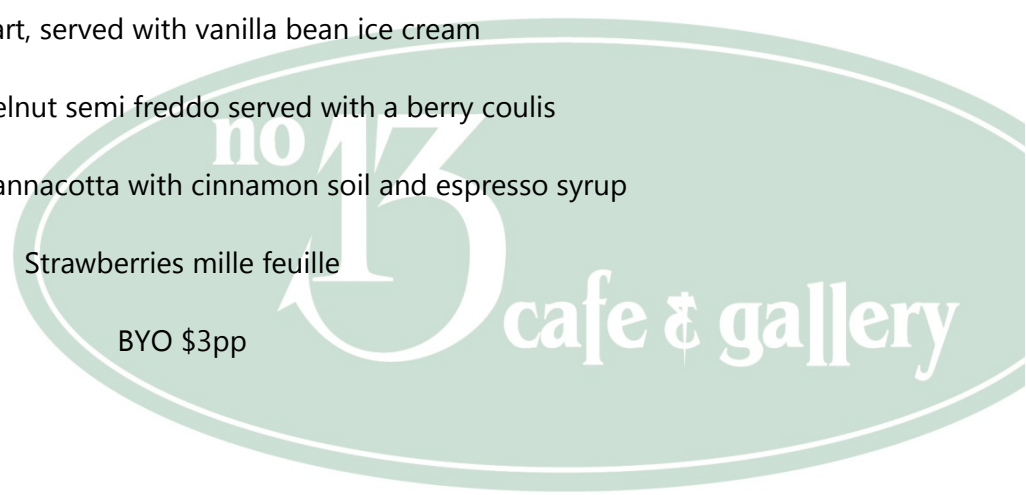 art, served with vanilla bean ice cream
elnut semi freddo served with a berry coulis
annacotta with cinnamon soil and espresso syrup
Strawberries mille feuille
BYO $3pp
no 13
cafe & gallery